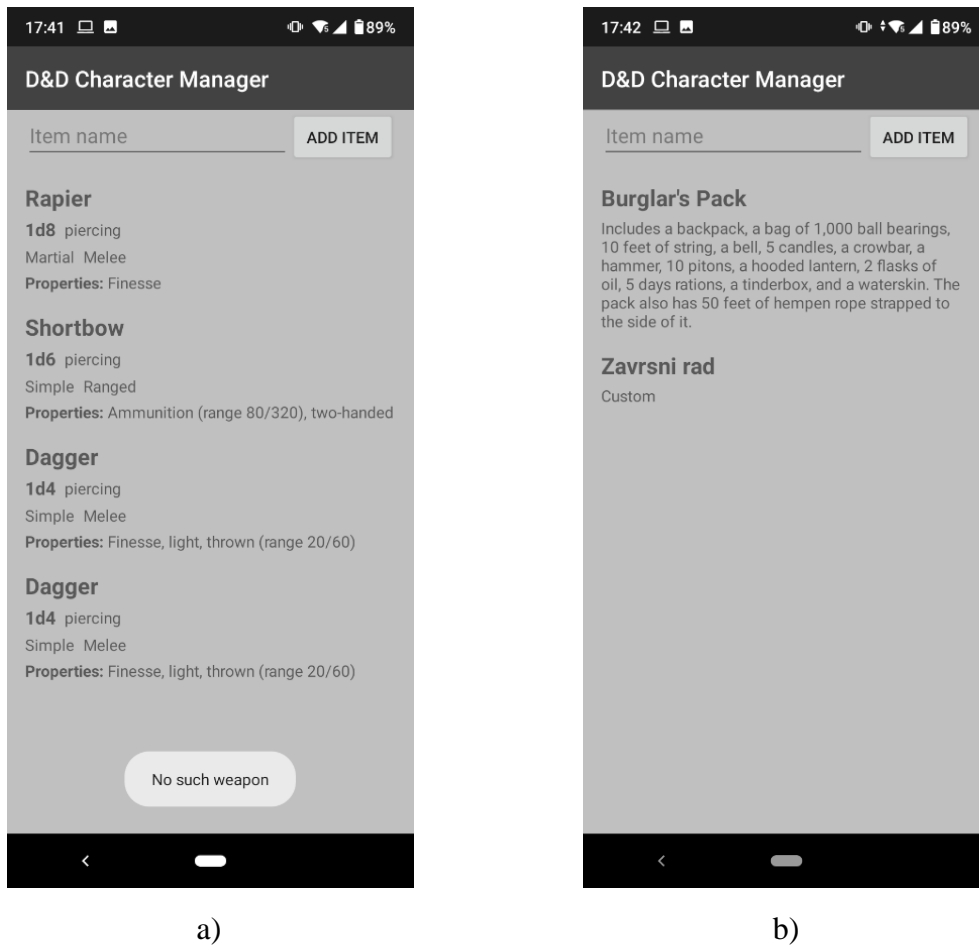 17:41 89%
D&D Character Manager
Item name ADD ITEM
Rapier
1d8 piercing
Martial Melee
Properties: Finesse
Shortbow
1d6 piercing
Simple Ranged
Properties: Ammunition (range 80/320), two-handed
Dagger
1d4 piercing
Simple Melee
Properties: Finesse, light, thrown (range 20/60)
Dagger
1d4 piercing
Simple Melee
Properties: Finesse, light, thrown (range 20/60)
No such weapon
a)
17:42 89%
D&D Character Manager
Item name ADD ITEM
Burglar's Pack
Includes a backpack, a bag of 1,000 ball bearings,
10 feet of string, a bell, 5 candles, a crowbar, a
hammer, 10 pitons, a hooded lantern, 2 flasks of
oil, 5 days rations, a tinderbox, and a waterskin. The
pack also has 50 feet of hempen rope strapped to
the side of it.
Zavrsni rad
Custom
b)